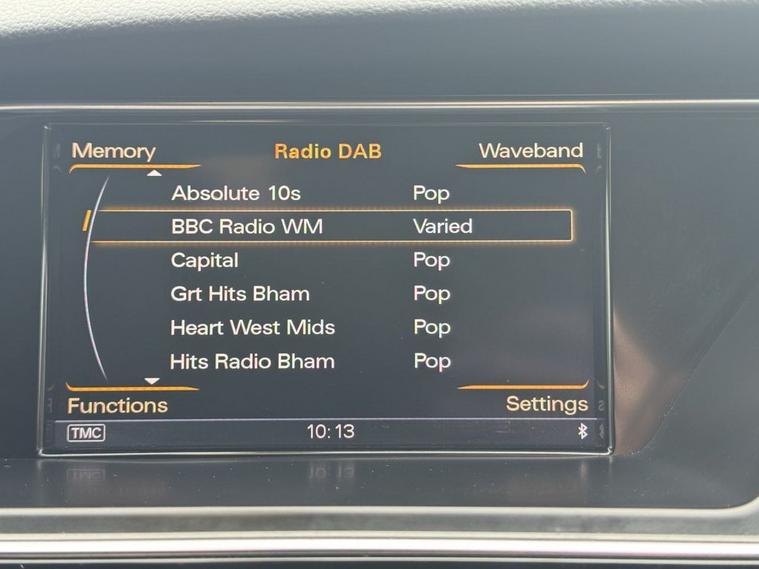 Memory Radio DAB Waveband
Absolute 10s Pop
BBC Radio WM Varied
Capital Pop
Grt Hits Bham Pop
Heart West Mids Pop
Hits Radio Bham Pop
Functions Settings
TMC 10:13